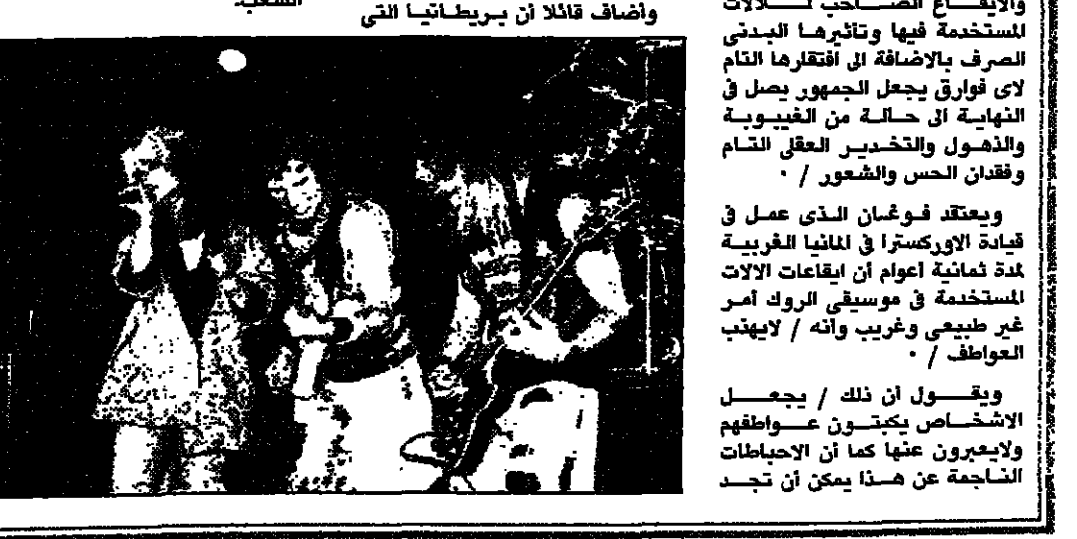 والايقاع الصاخب للالات
المستخدمة فيها وتأثيرها البدنى
الصرف بالاضافة الى افتقارها التام
لاى فوارق يجعل الجمهور يصل فى
النهاية الى حالة من الغيبوبة
والذهول والتخدير العقلى التام
وفقدان الحس والشعور / ·
ويعتقد فوغان الذى عمل فى
قيادة الاوركسترا فى المانيا الغربية
لمدة ثمانية أعوام أن ايقاعات الالات
المستخدمة فى موسيقى الروك أمر
غير طبيعى وغريب وأنه / لايهذب
العواطف / ·
ويقول أن ذلك / يجعل
الاشخاص يكبتون عواطفهم
ولايعبرون عنها كما أن الاحباطات
الناجمة عن هذا يمكن أن تجد
وأضاف قائلا أن بريطانيا التى